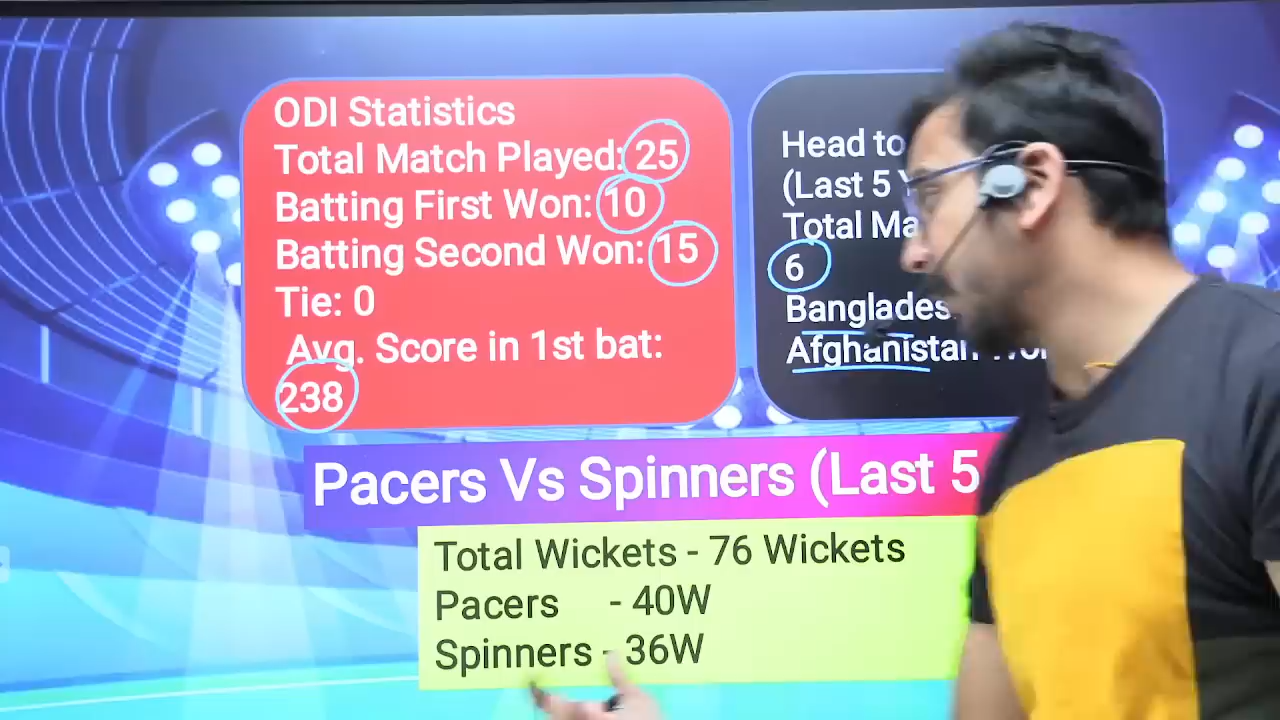 ODI Statistics
Total Match Played: 25
Batting First Won: 10
Batting Second Won: 15
Tie: 0
Avg. Score in 1st bat:
238
Head to
(Last 5
Total Ma
6
Banglades
Afghanistan
Pacers Vs Spinners (Last 5
Total Wickets - 76 Wickets
Pacers - 40W
Spinners - 36W